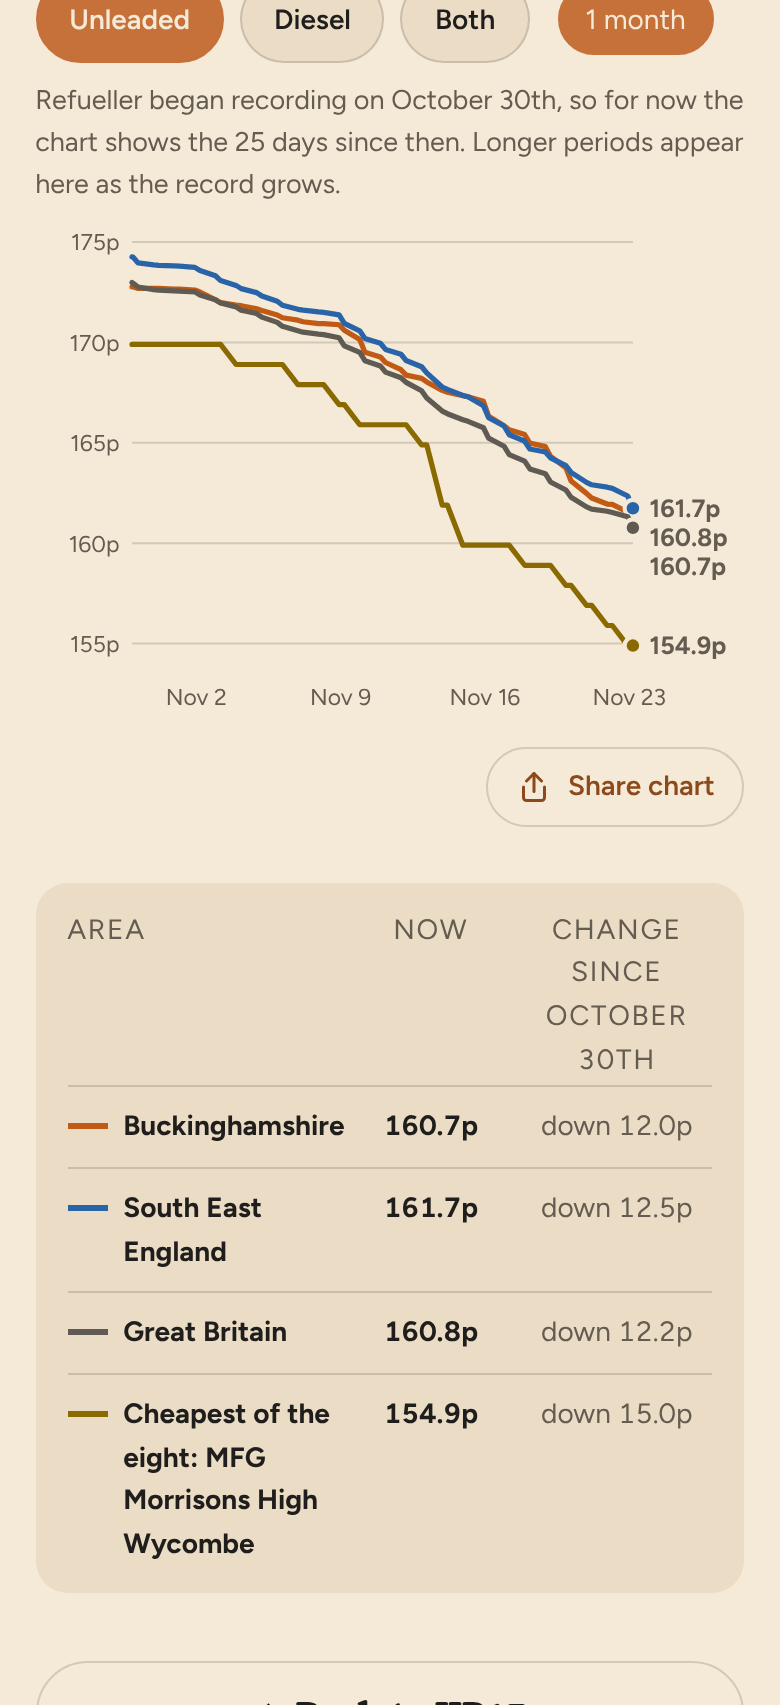 Unleaded Diesel Both 1 month
Refueller began recording on October 30th, so for now the
chart shows the 25 days since then. Longer periods appear
here as the record grows.
175p
170p
165p
160p
155p
161.7p
160.8p
160.7p
154.9p
Nov 2 Nov 9 Nov 16 Nov 23
Share chart
AREA NOW CHANGE
SINCE
OCTOBER
30TH
Buckinghamshire 160.7p down 12.0p
South East 161.7p down 12.5p
England
Great Britain 160.8p down 12.2p
Cheapest of the 154.9p down 15.0p
eight: MFG
Morrisons High
Wycombe